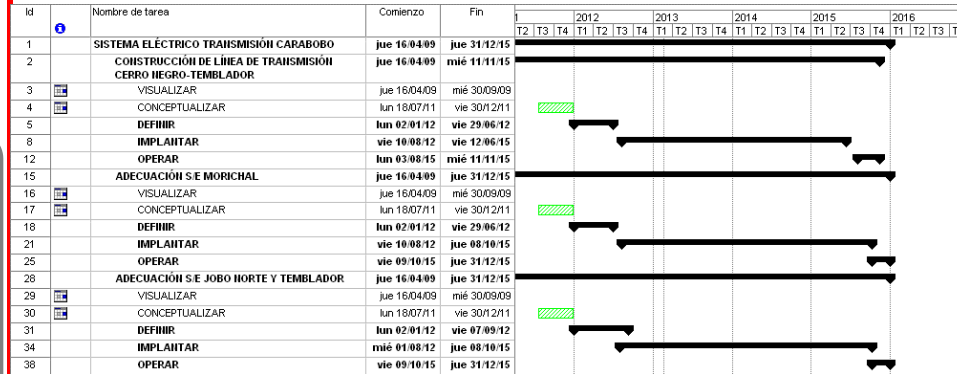 Id Nombre de tarea Comienzo Fin 2012 2013 2014 2015 2016
T2 T3 T4 T1 T2 T3 T4 T1 T2 T3 T4 T1 T2 T3 T4 T1 T2 T3 T4 T1 T2 T3
1 SISTEMA ELÉCTRICO TRANSMISIÓN CARABOBO jue 16/04/09 jue 31/12/15
2 CONSTRUCCIÓN DE LÍNEA DE TRANSMISIÓN jue 16/04/09 mié 11/11/15
CERRO NEGRO-TEMBLADOR
3 VISUALIZAR jue 16/04/09 mié 30/09/09
4 CONCEPTUALIZAR lun 18/07/11 vie 30/12/11
5 DEFINIR lun 02/01/12 vie 29/06/12
8 IMPLANTAR vie 10/08/12 vie 12/06/15
12 OPERAR lun 03/08/15 mié 11/11/15
15 ADECUACIÓN S/E MORICHAL jue 16/04/09 jue 31/12/15
16 VISUALIZAR jue 16/04/09 mié 30/09/09
17 CONCEPTUALIZAR lun 18/07/11 vie 30/12/11
18 DEFINIR lun 02/01/12 vie 29/06/12
21 IMPLANTAR vie 10/08/12 jue 08/10/15
25 OPERAR vie 09/10/15 jue 31/12/15
28 ADECUACIÓN S/E JOBO NORTE Y TEMBLADOR jue 16/04/09 jue 31/12/15
29 VISUALIZAR jue 16/04/09 mié 30/09/09
30 CONCEPTUALIZAR lun 18/07/11 vie 30/12/11
31 DEFINIR lun 02/01/12 vie 07/09/12
34 IMPLANTAR mié 01/08/12 jue 08/10/15
38 OPERAR vie 09/10/15 jue 31/12/15